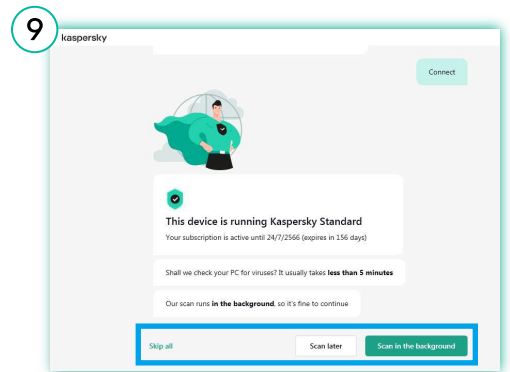 9
kaspersky
Connect
This device is running Kaspersky Standard
Your subscription is active until 24/7/2566 (expires in 156 days)
Shall we check your PC for viruses? It usually takes less than 5 minutes
Our scan runs in the background, so it's fine to continue
Skip all
Scan later
Scan in the background